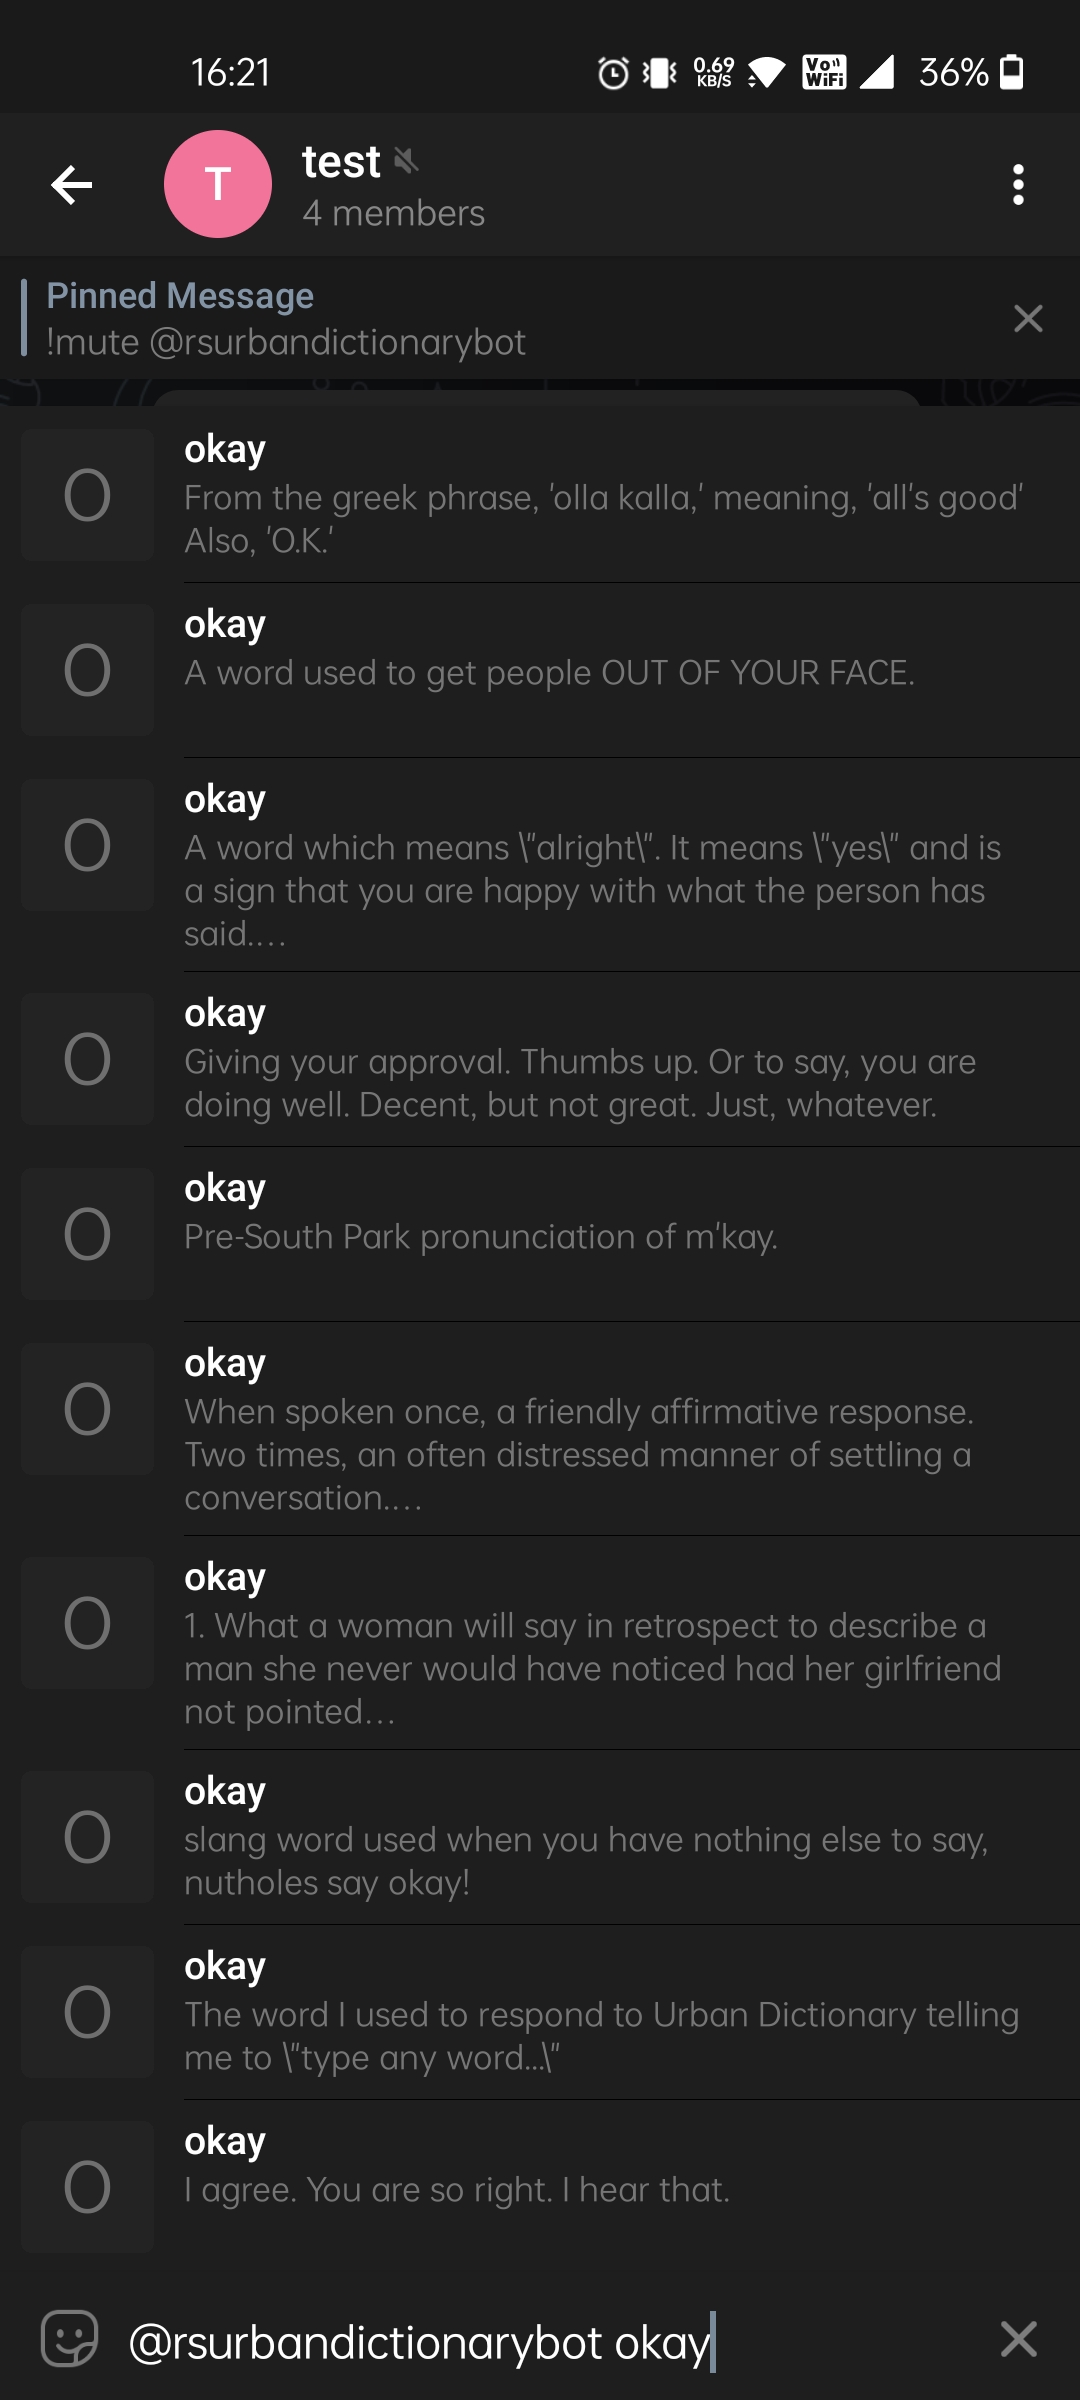 16:21
0.69 KB/S Vo WiFi 36%
T
test
4 members
Pinned Message
!mute @rsurbandictionarybot
O
okay
From the greek phrase, 'olla kalla,' meaning, 'all's good'
Also, 'O.K.'
O
okay
A word used to get people OUT OF YOUR FACE.
O
okay
A word which means \"alright\". It means \"yes\" and is
a sign that you are happy with what the person has
said.…
O
okay
Giving your approval. Thumbs up. Or to say, you are
doing well. Decent, but not great. Just, whatever.
O
okay
Pre-South Park pronunciation of m'kay.
O
okay
When spoken once, a friendly affirmative response.
Two times, an often distressed manner of settling a
conversation.…
O
okay
1. What a woman will say in retrospect to describe a
man she never would have noticed had her girlfriend
not pointed…
O
okay
slang word used when you have nothing else to say,
nutholes say okay!
O
okay
The word I used to respond to Urban Dictionary telling
me to \"type any word...\"
O
okay
I agree. You are so right. I hear that.
@rsurbandictionarybot okay